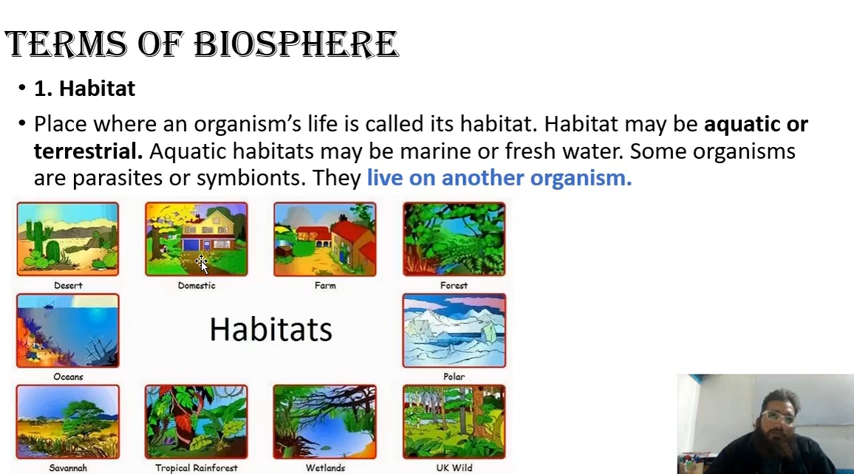 TERMS OF BIOSPHERE
• 1. Habitat
• Place where an organism's life is called its habitat. Habitat may be aquatic or
terrestrial. Aquatic habitats may be marine or fresh water. Some organisms
are parasites or symbionts. They live on another organism.
Desert Domestic Farm Forest
Habitats
Oceans Polar
Savannah Tropical Rainforest Wetlands UK Wild